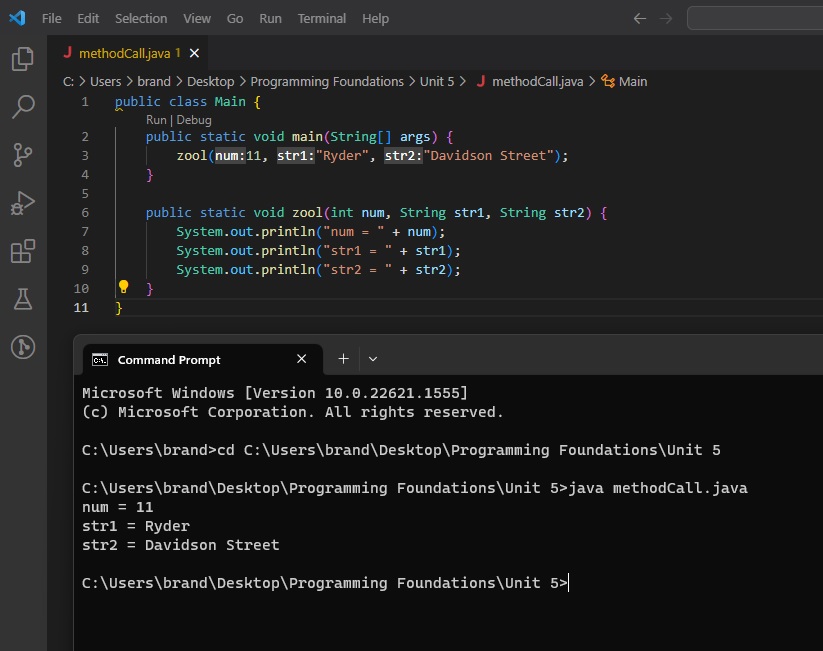 File Edit Selection View Go Run Terminal Help
J methodCall.java 1
C: > Users > brand > Desktop > Programming Foundations > Unit 5 > J methodCall.java > Main
1 public class Main {
Run | Debug
2 public static void main(String[] args) {
3 zool(num:11, str1:"Ryder", str2:"Davidson Street");
4 }
5
6 public static void zool(int num, String str1, String str2) {
7 System.out.println("num = " + num);
8 System.out.println("str1 = " + str1);
9 System.out.println("str2 = " + str2);
10 }
11 }
C:\. Command Prompt
Microsoft Windows [Version 10.0.22621.1555]
(c) Microsoft Corporation. All rights reserved.
C:\Users\brand>cd C:\Users\brand\Desktop\Programming Foundations\Unit 5
C:\Users\brand\Desktop\Programming Foundations\Unit 5>java methodCall.java
num = 11
str1 = Ryder
str2 = Davidson Street
C:\Users\brand\Desktop\Programming Foundations\Unit 5>